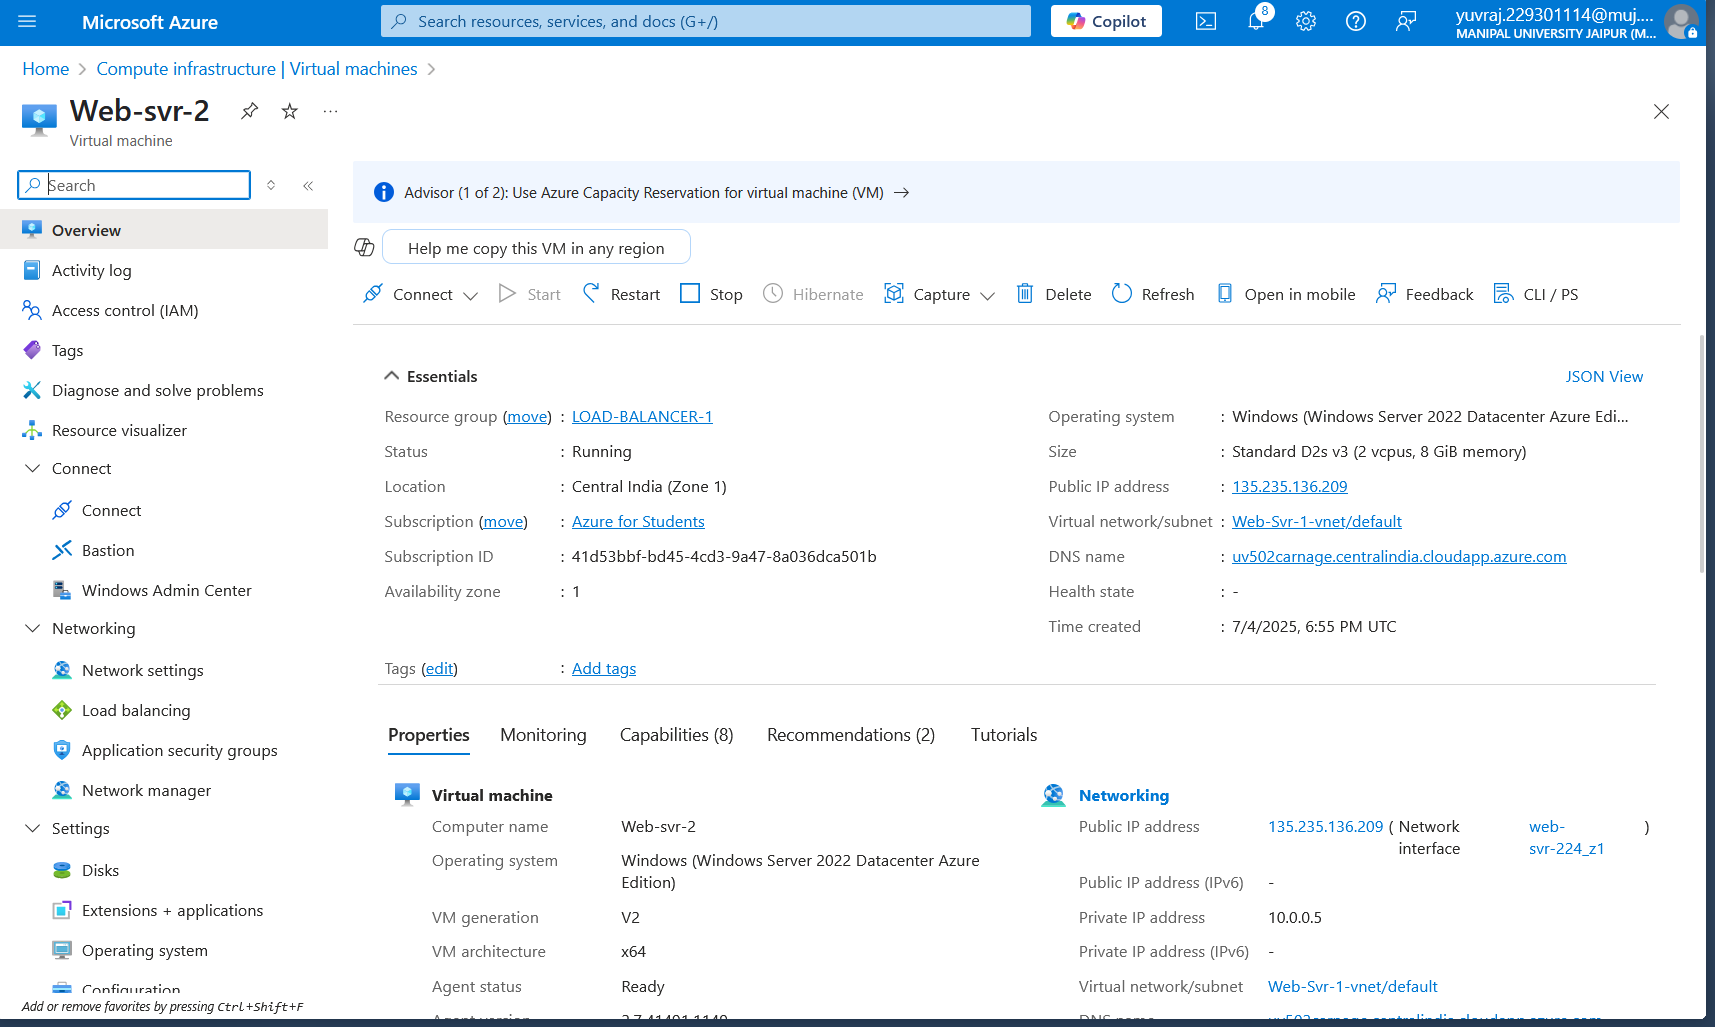 Microsoft Azure
Search resources, services, and docs (G+/)
Copilot
8
yuvraj.229301114@muj....
MANIPAL UNIVERSITY JAIPUR (M...
Home > Compute infrastructure | Virtual machines >
Web-svr-2
...
Virtual machine
Search
Overview
Activity log
Access control (IAM)
Tags
Diagnose and solve problems
Resource visualizer
Connect
Connect
Bastion
Windows Admin Center
Networking
Network settings
Load balancing
Application security groups
Network manager
Settings
Disks
Extensions + applications
Operating system
Configuration
Add or remove favorites by pressing Ctrl+Shift+F
Advisor (1 of 2): Use Azure Capacity Reservation for virtual machine (VM) →
Help me copy this VM in any region
Connect Start Restart Stop Hibernate Capture Delete Refresh Open in mobile Feedback CLI / PS
Essentials
JSON View
Resource group (move) : LOAD-BALANCER-1
Status : Running
Location : Central India (Zone 1)
Subscription (move) : Azure for Students
Subscription ID : 41d53bbf-bd45-4cd3-9a47-8a036dca501b
Availability zone : 1
Operating system : Windows (Windows Server 2022 Datacenter Azure Edi...
Size : Standard D2s v3 (2 vcpus, 8 GiB memory)
Public IP address : 135.235.136.209
Virtual network/subnet : Web-Svr-1-vnet/default
DNS name : uv502carnage.centralindia.cloudapp.azure.com
Health state : -
Time created : 7/4/2025, 6:55 PM UTC
Tags (edit) : Add tags
Properties Monitoring Capabilities (8) Recommendations (2) Tutorials
Virtual machine
Computer name Web-svr-2
Operating system Windows (Windows Server 2022 Datacenter Azure
Edition)
VM generation V2
VM architecture x64
Agent status Ready
Agent version 2.7.41491.1149
Networking
Public IP address 135.235.136.209 ( Network web- )
interface svr-224_z1
Public IP address (IPv6) -
Private IP address 10.0.0.5
Private IP address (IPv6) -
Virtual network/subnet Web-Svr-1-vnet/default
DNS name uv502carnage.centralindia.cloudapp.azure.com